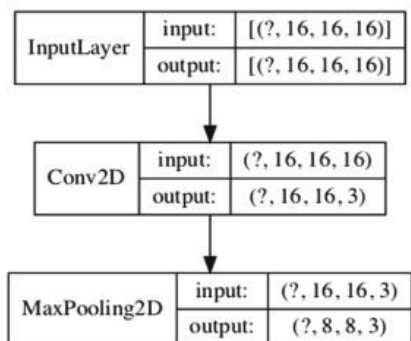 InputLayer
input: [(?, 16, 16, 16)]
output: [(?, 16, 16, 16)]
Conv2D
input: (?, 16, 16, 16)
output: (?, 16, 16, 3)
MaxPooling2D
input: (?, 16, 16, 3)
output: (?, 8, 8, 3)